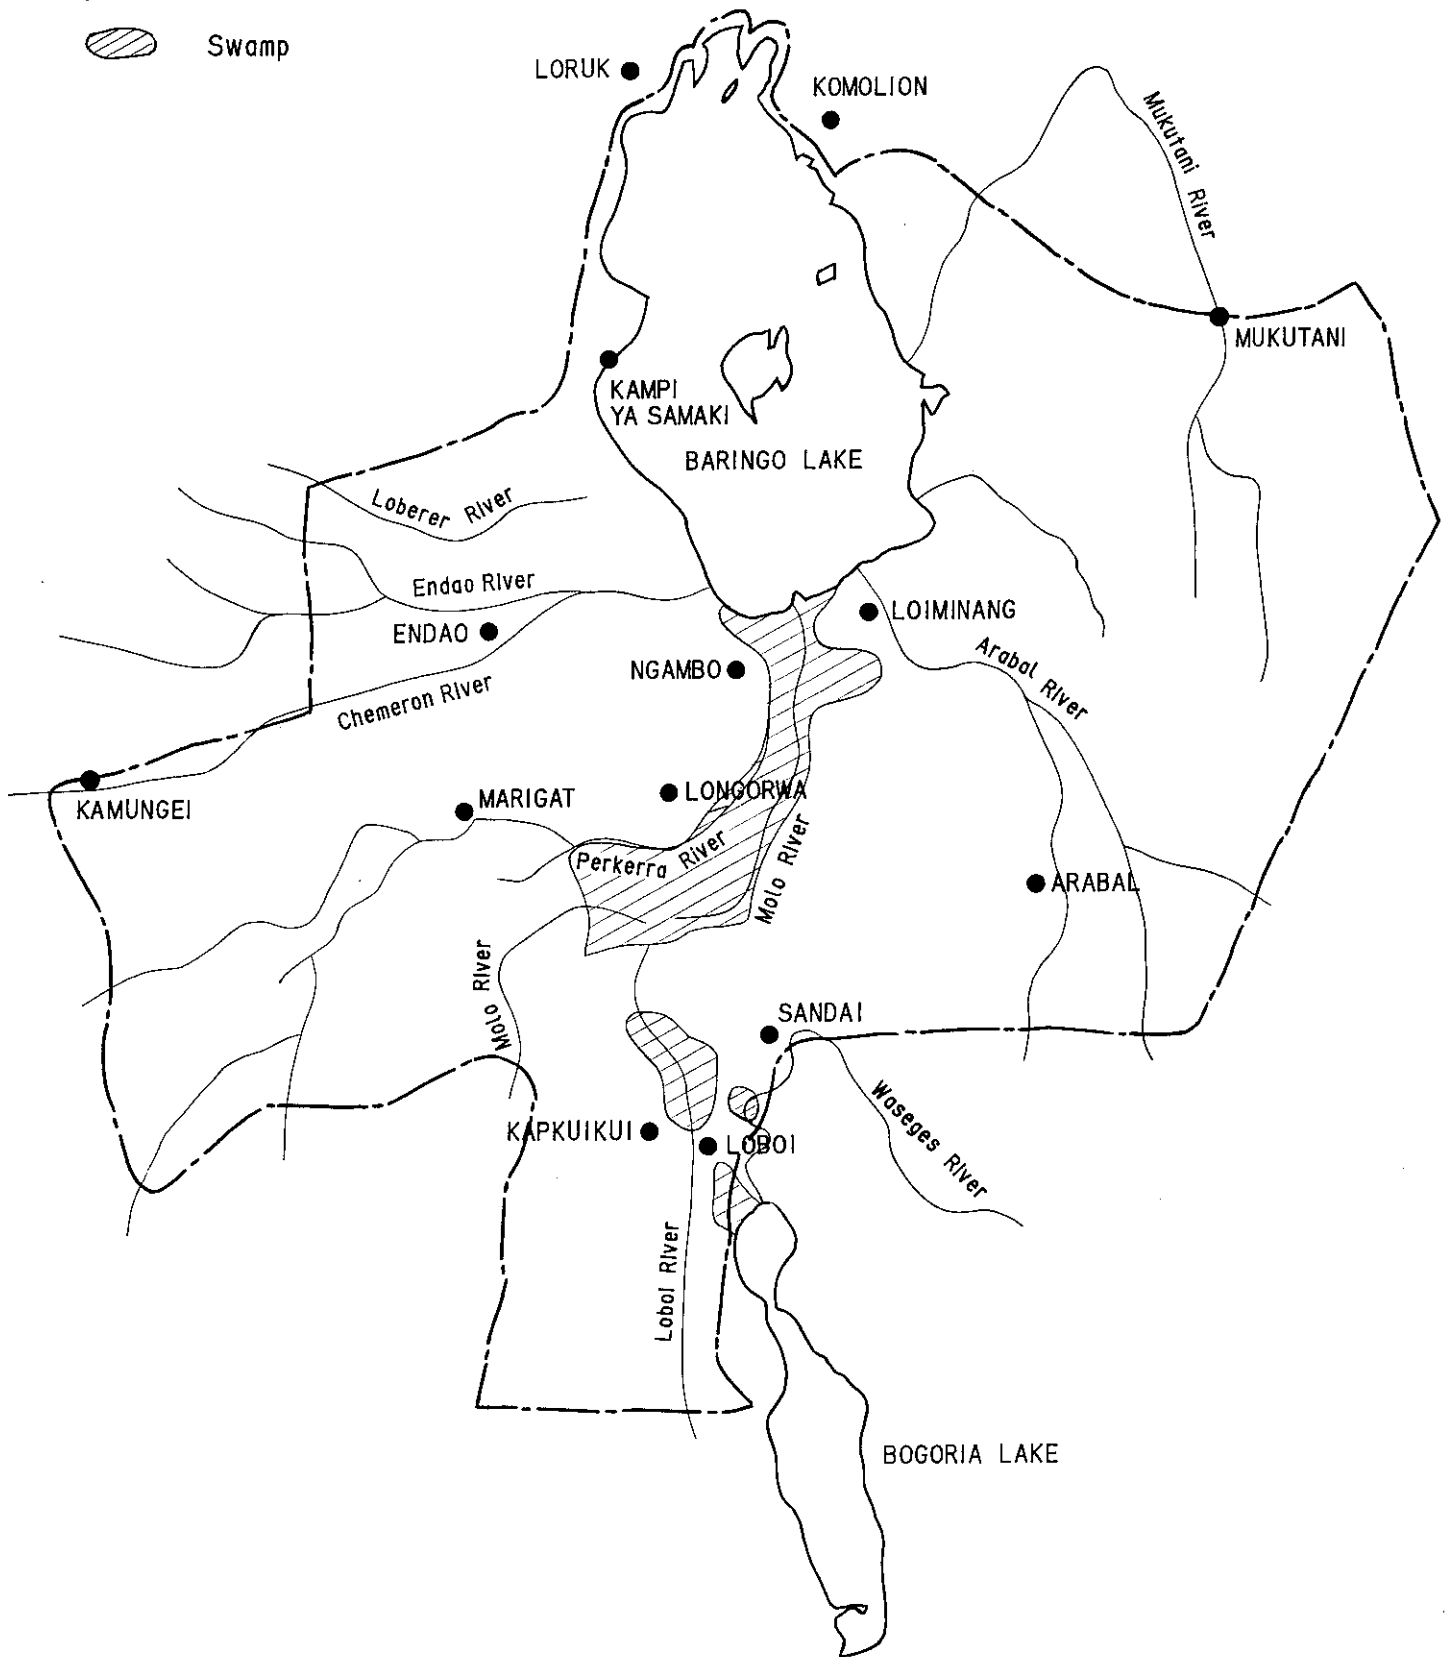 Swamp
LORUK
KOMOLION
Mukutani River
MUKUTANI
KAMPI
YA SAMAKI
BARINGO LAKE
Loberer River
Endao River
ENDAO
LOIMINANG
NGAMBO
Arabal River
Chemeron River
KAMUNGEI
MARIGAT
LONGORWA
Perkerra River
Molo River
ARABAL
Molo River
SANDAI
Waseges River
KAPKUIKUI
LOBOI
Loboi River
BOGORIA LAKE